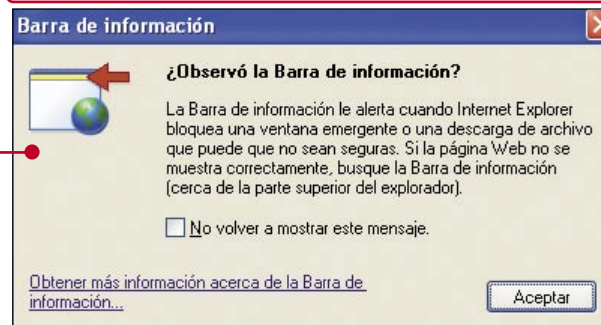 Barra de información
¿Observó la Barra de información?
La Barra de información le alerta cuando Internet Explorer
bloquea una ventana emergente o una descarga de archivo
que puede que no sean seguras. Si la página Web no se
muestra correctamente, busque la Barra de información
(cerca de la parte superior del explorador).
No volver a mostrar este mensaje.
Obtener más información acerca de la Barra de
información...
Aceptar